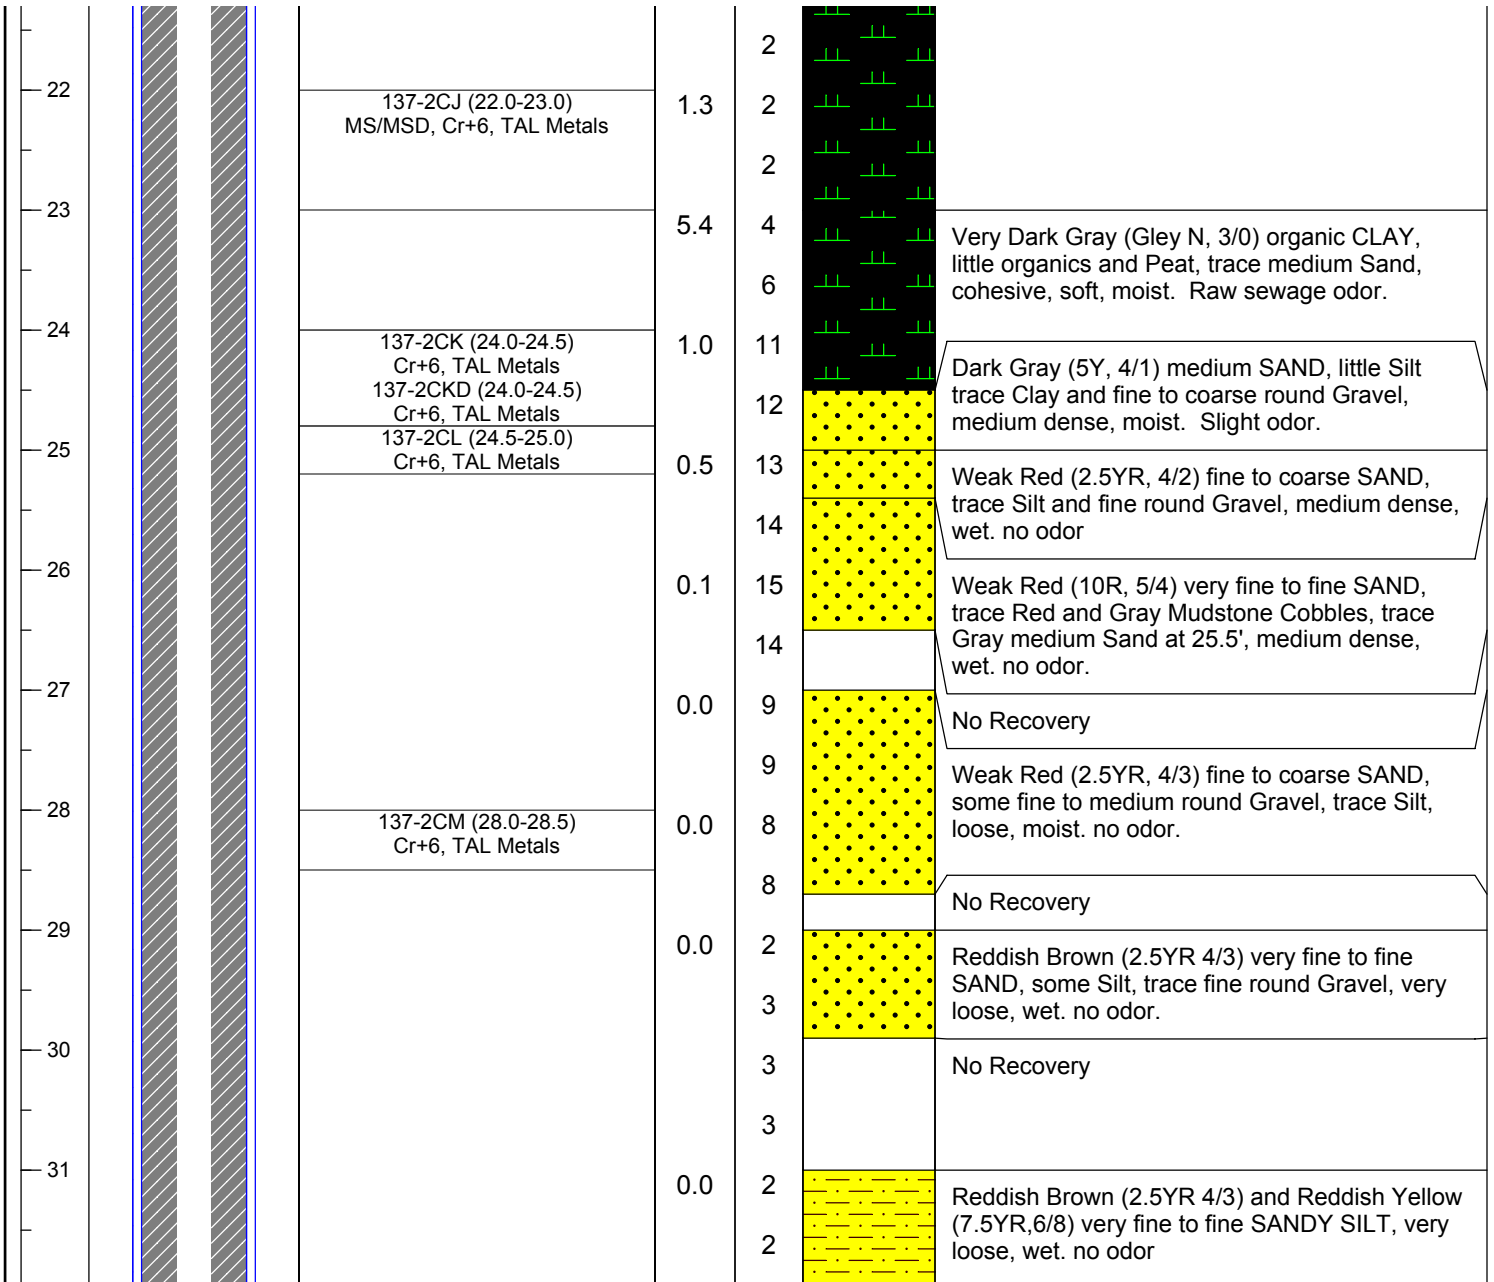 2
22
137-2CJ (22.0-23.0)
MS/MSD, Cr+6, TAL Metals
1.3
2
2
23
5.4
4
Very Dark Gray (Gley N, 3/0) organic CLAY,
little organics and Peat, trace medium Sand,
cohesive, soft, moist. Raw sewage odor.
6
24
137-2CK (24.0-24.5)
Cr+6, TAL Metals
137-2CKD (24.0-24.5)
Cr+6, TAL Metals
1.0
11
Dark Gray (5Y, 4/1) medium SAND, little Silt
trace Clay and fine to coarse round Gravel,
medium dense, moist. Slight odor.
12
25
137-2CL (24.5-25.0)
Cr+6, TAL Metals
0.5
13
Weak Red (2.5YR, 4/2) fine to coarse SAND,
trace Silt and fine round Gravel, medium dense,
wet. no odor
14
26
0.1
15
Weak Red (10R, 5/4) very fine to fine SAND,
trace Red and Gray Mudstone Cobbles, trace
Gray medium Sand at 25.5', medium dense,
wet. no odor.
14
27
0.0
9
No Recovery
9
Weak Red (2.5YR, 4/3) fine to coarse SAND,
some fine to medium round Gravel, trace Silt,
loose, moist. no odor.
28
137-2CM (28.0-28.5)
Cr+6, TAL Metals
0.0
8
8
No Recovery
29
0.0
2
Reddish Brown (2.5YR 4/3) very fine to fine
SAND, some Silt, trace fine round Gravel, very
loose, wet. no odor.
3
30
3
No Recovery
3
31
0.0
2
Reddish Brown (2.5YR 4/3) and Reddish Yellow
(7.5YR,6/8) very fine to fine SANDY SILT, very
loose, wet. no odor
2